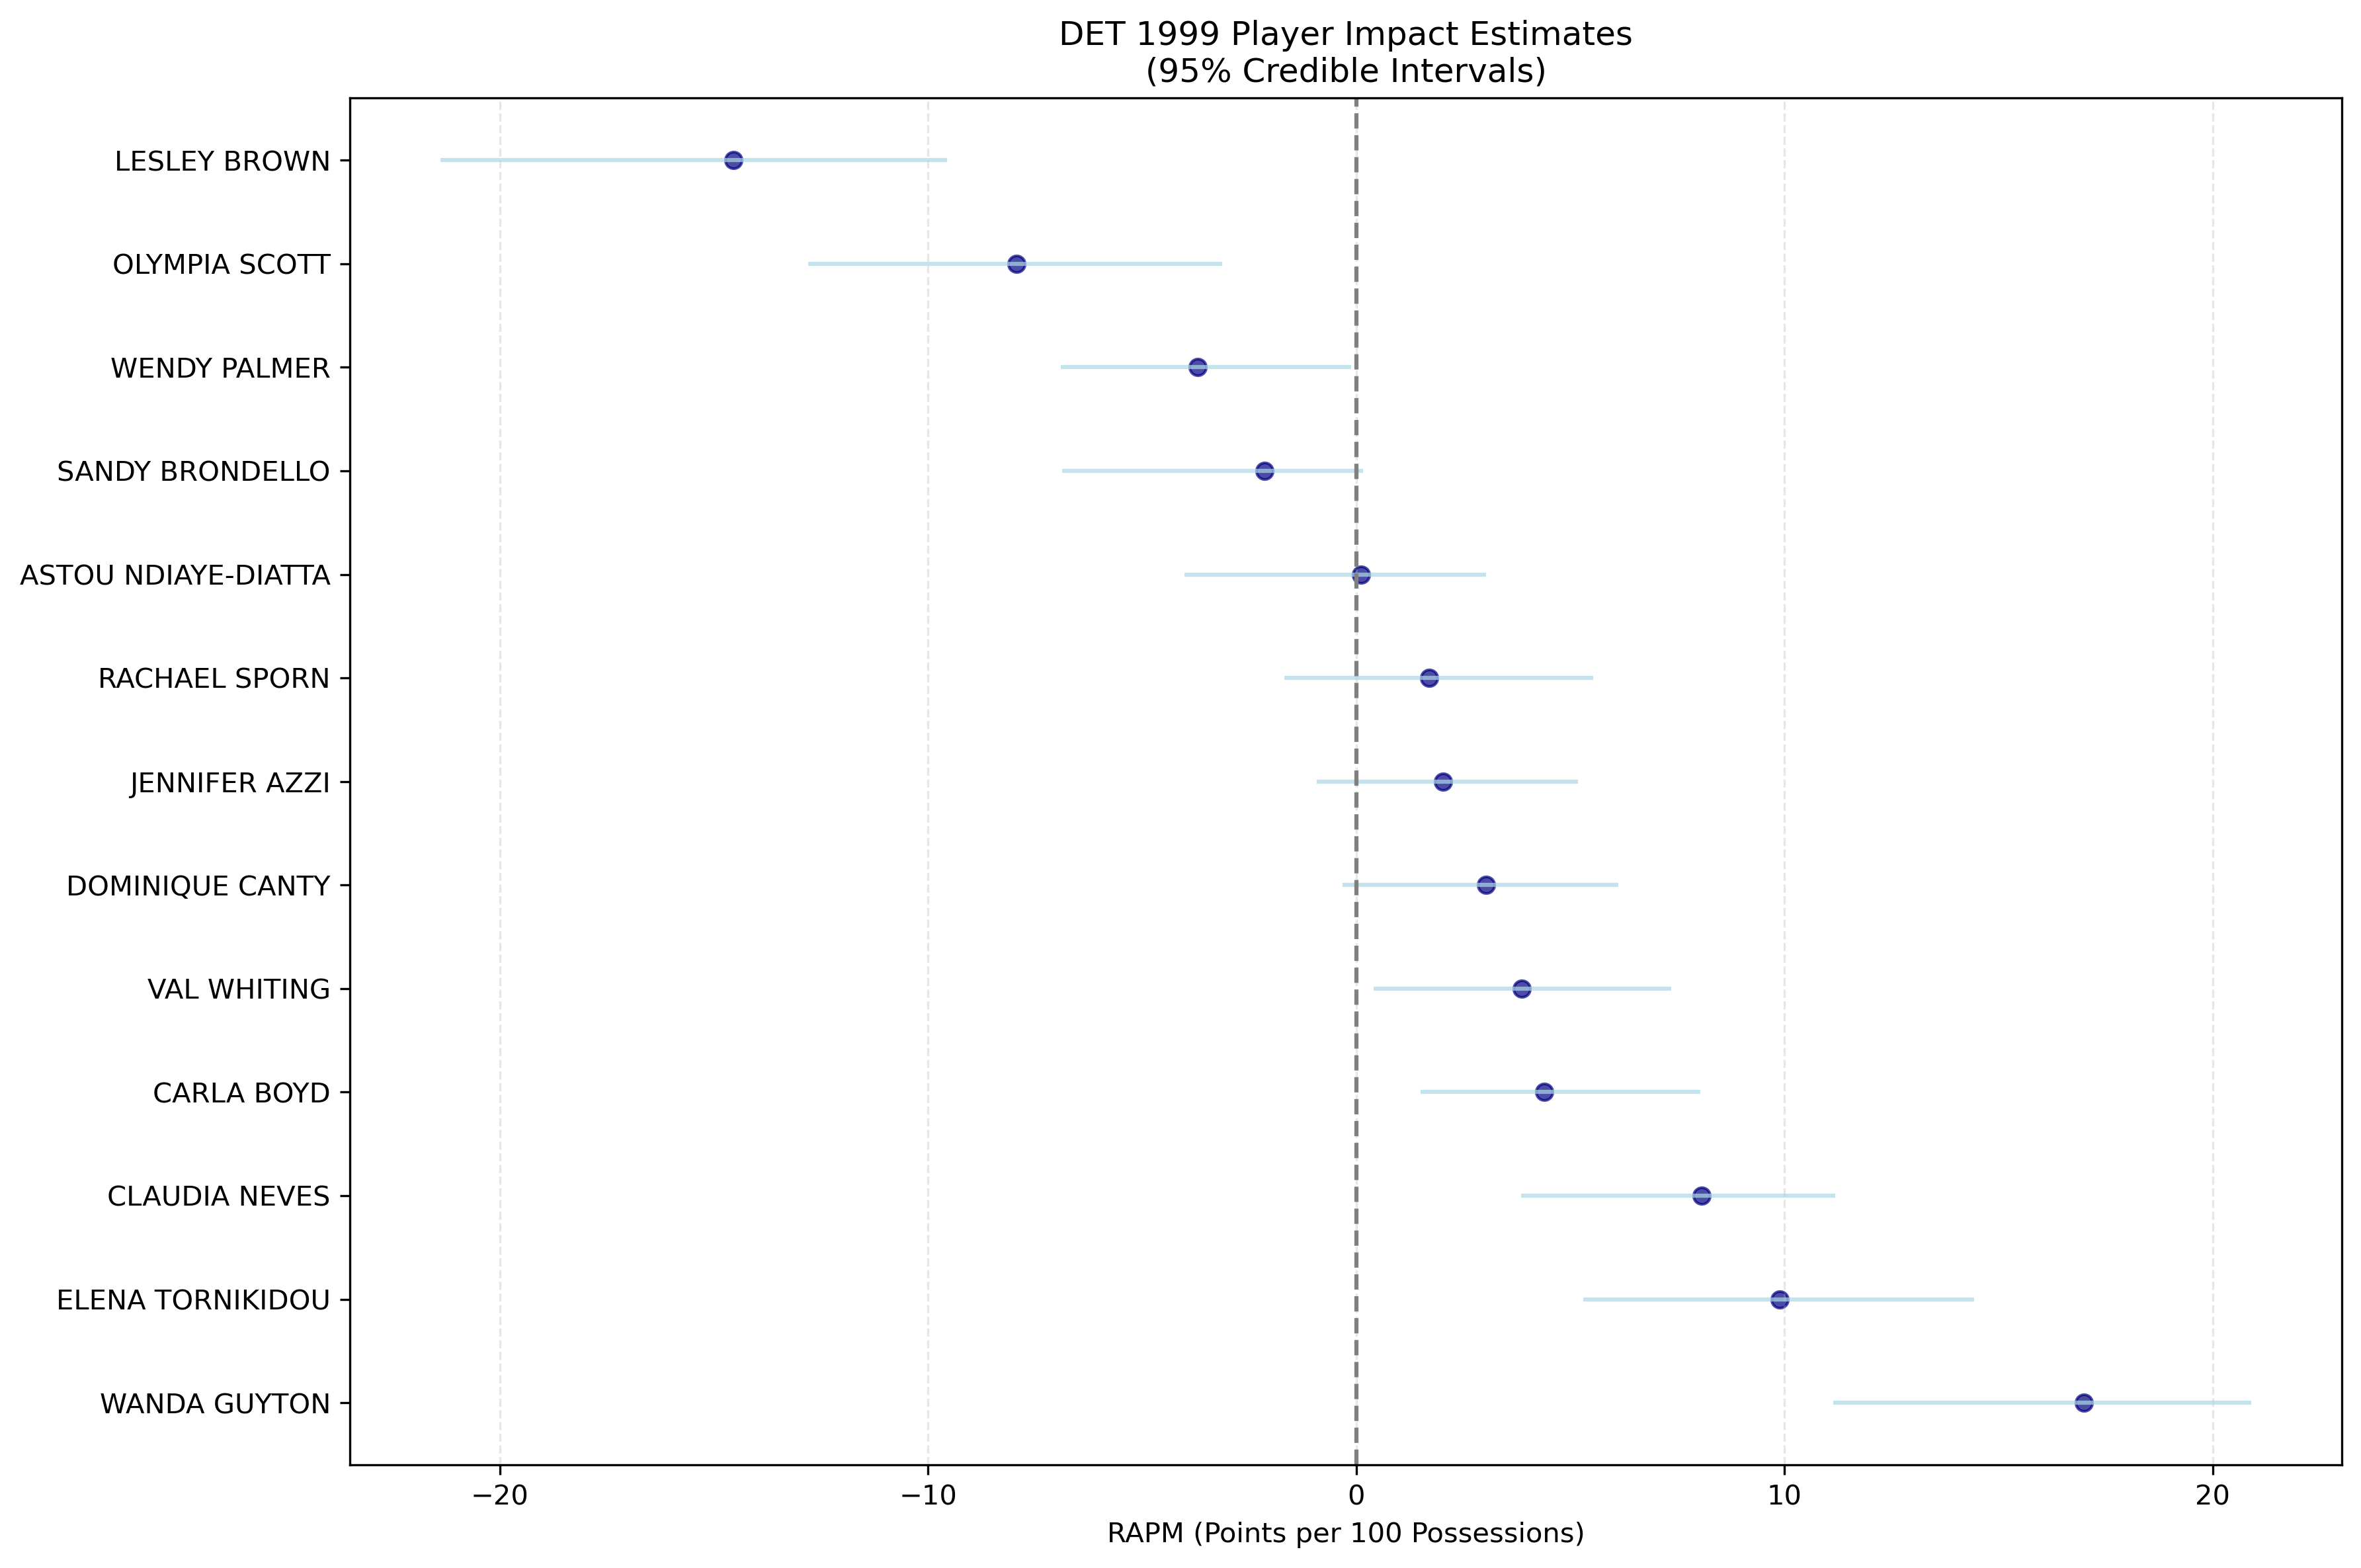 DET 1999 Player Impact Estimates
(95% Credible Intervals)
LESLEY BROWN
OLYMPIA SCOTT
WENDY PALMER
SANDY BRONDELLO
ASTOU NDIAYE-DIATTA
RACHAEL SPORN
JENNIFER AZZI
DOMINIQUE CANTY
VAL WHITING
CARLA BOYD
CLAUDIA NEVES
ELENA TORNIKIDOU
WANDA GUYTON
−20 −10 0 10 20
RAPM (Points per 100 Possessions)